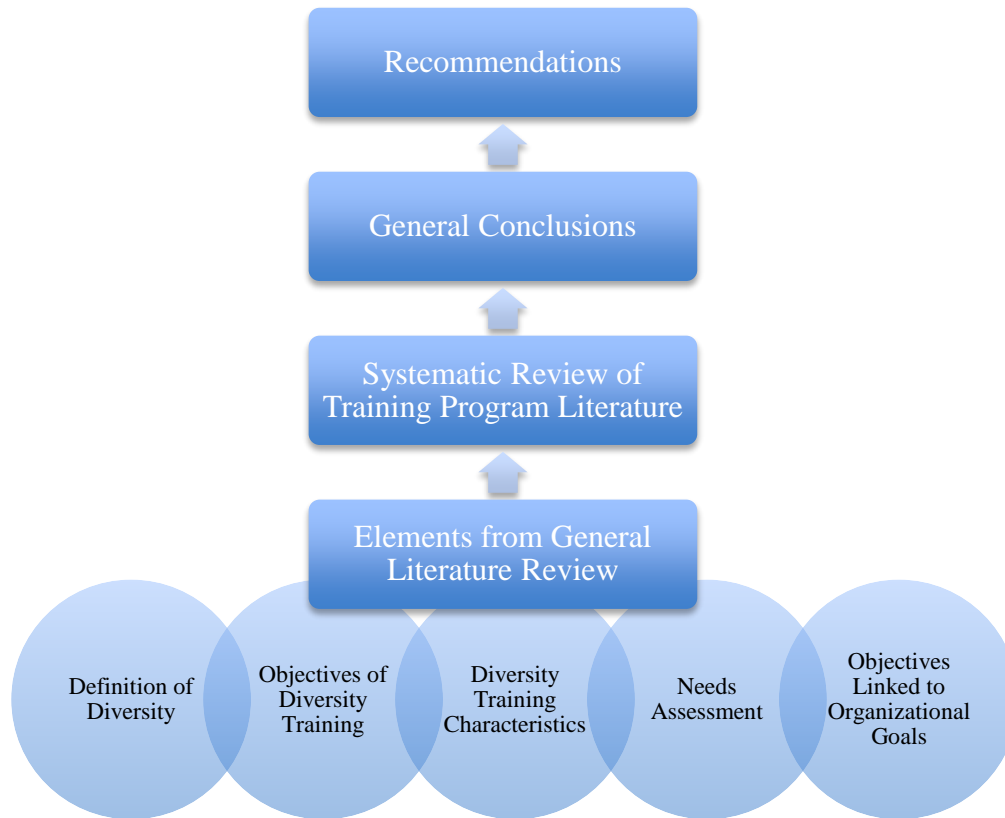 Recommendations
General Conclusions
Systematic Review of
Training Program Literature
Elements from General
Literature Review
Definition of
Diversity
Objectives of
Diversity
Training
Diversity
Training
Characteristics
Needs
Assessment
Objectives
Linked to
Organizational
Goals